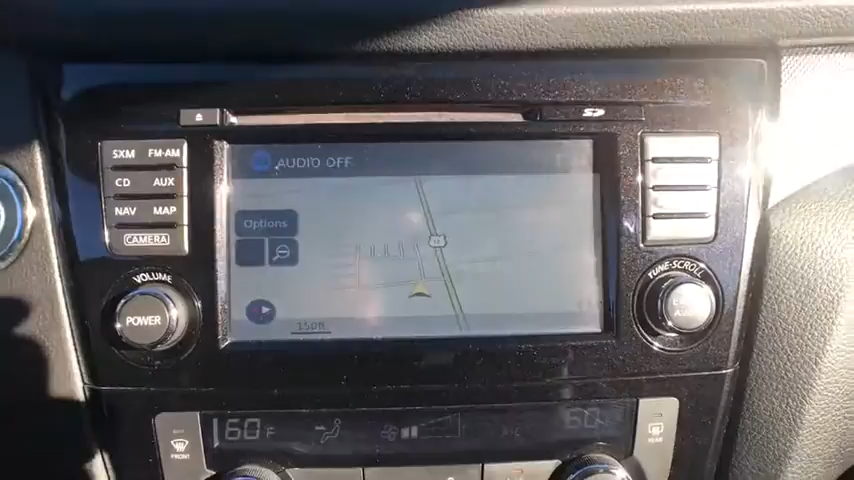 SXM FM·AM
CD AUX
NAV MAP
CAMERA
VOLUME
POWER
AUDIO OFF
Options
150ft
SD
TUNE·SCROLL
FRONT
60 F
A/C
60
REAR